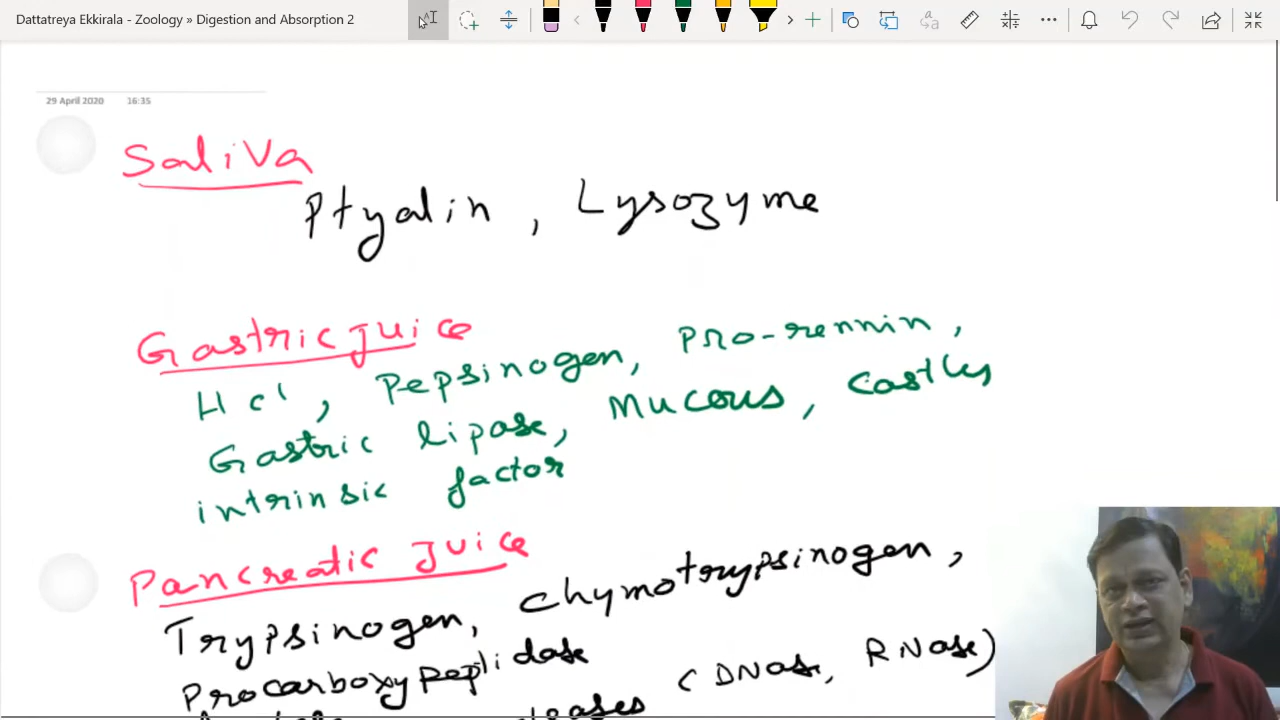 Dattatreya Ekkirala - Zoology » Digestion and Absorption 2
29 April 2020 16:35
Saliva
Ptyalin, Lysozyme
Gastric Juice
Hcl, Pepsinogen, Pro-rennin,
Gastric lipase, Mucous, Castles
intrinsic factor
Pancreatic Juice
Trypsinogen, Chymotrypsinogen,
Procarboxypeptidase
(DNase, RNase)